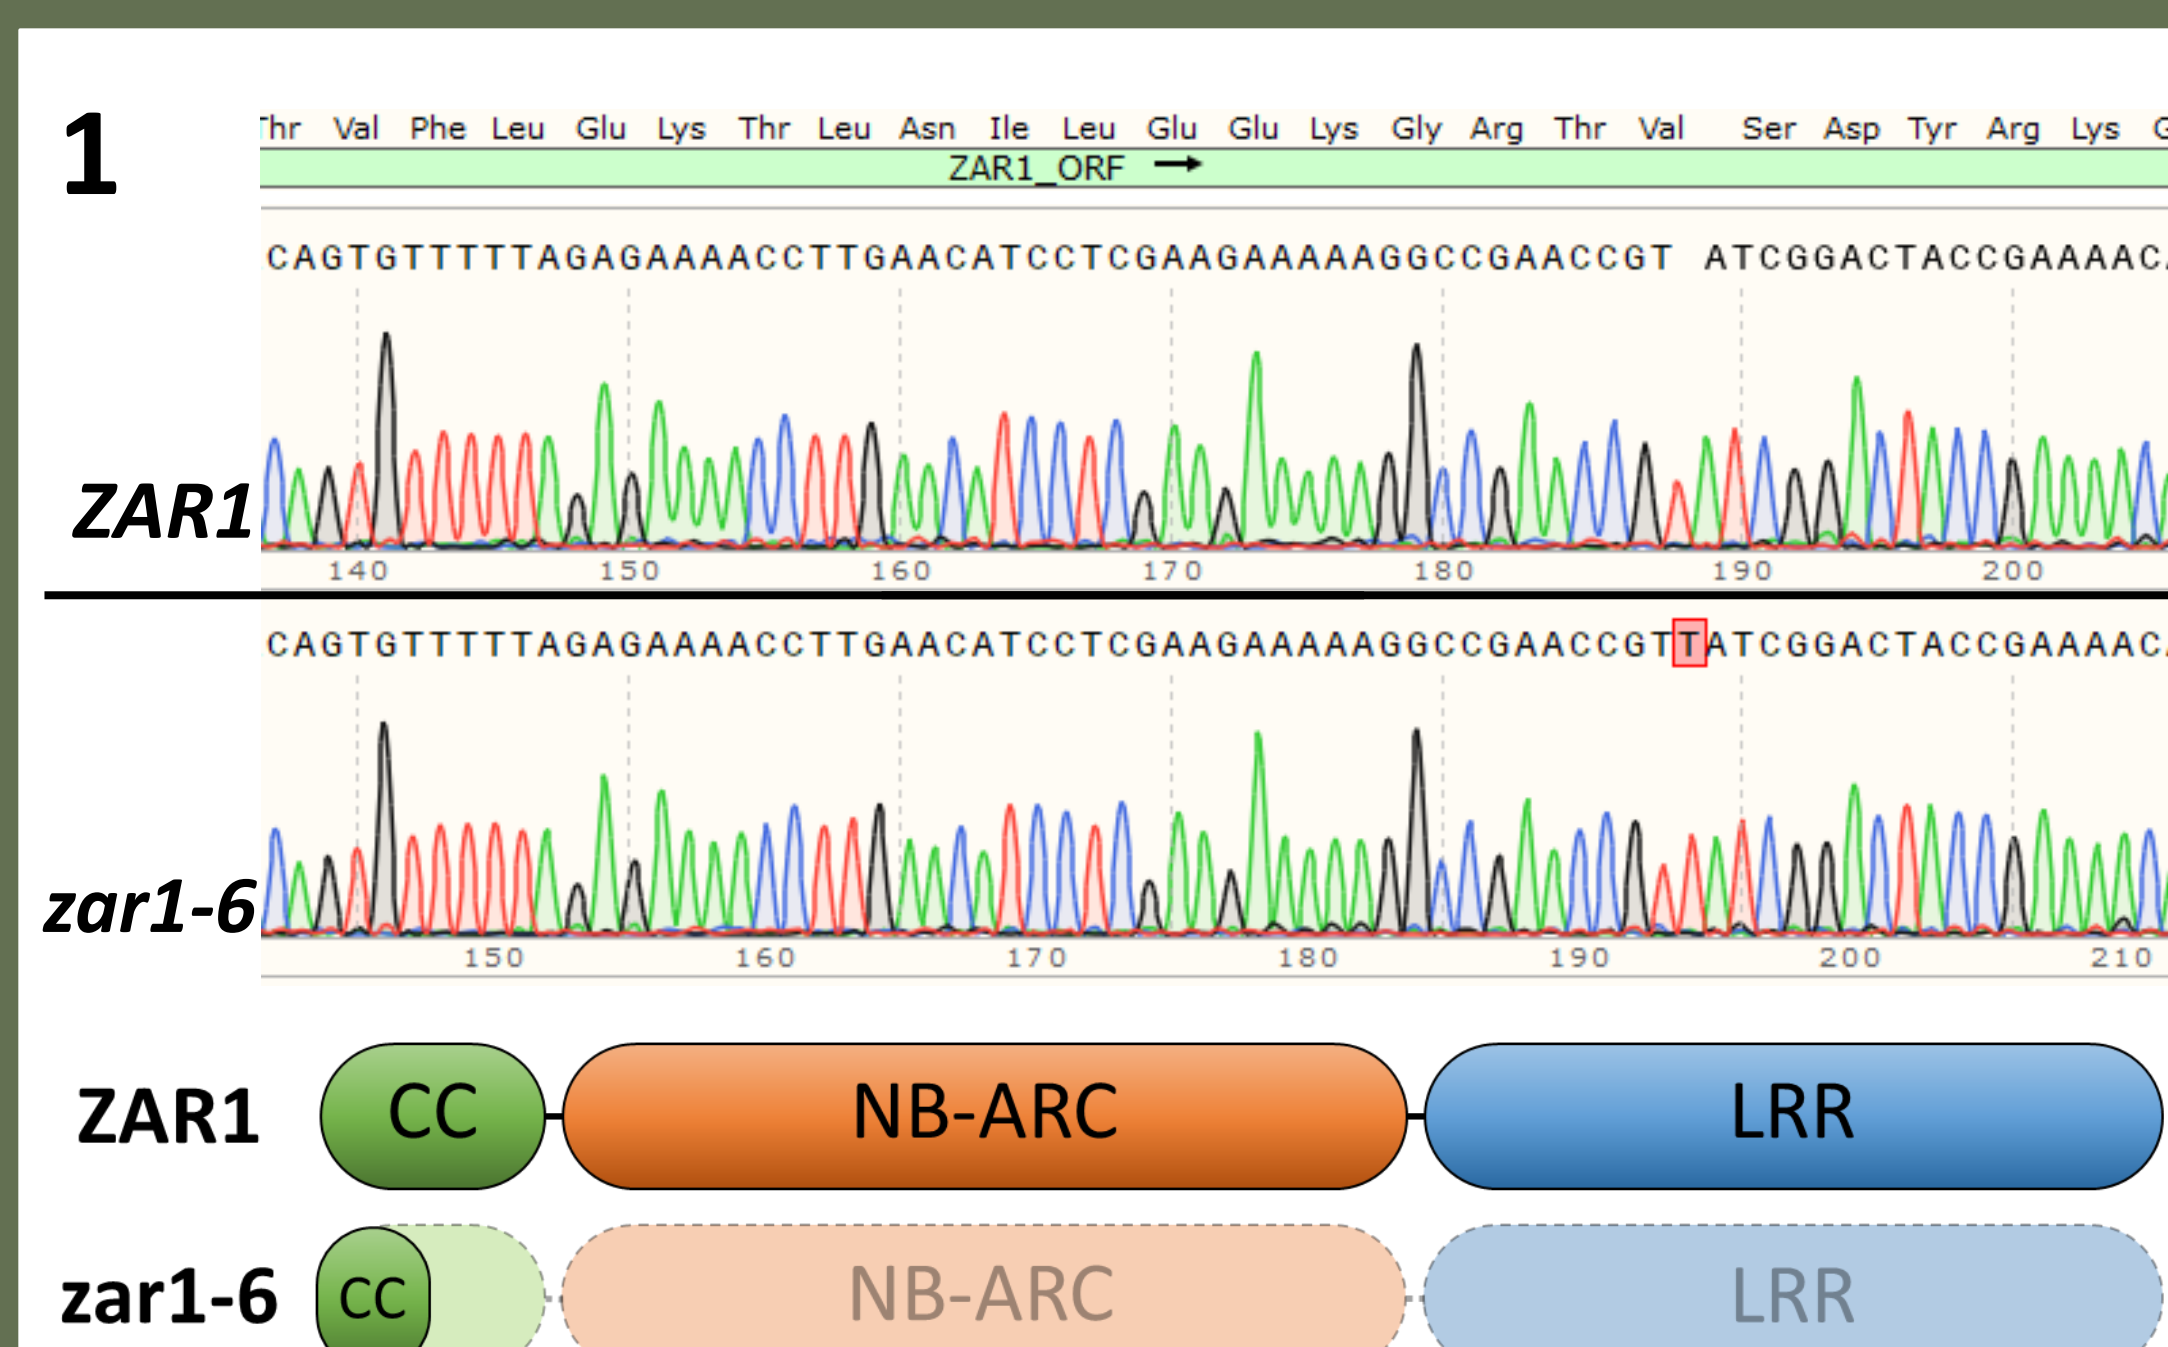 1
Thr Val Phe Leu Glu Lys Thr Leu Asn Ile Leu Glu Glu Lys Gly Arg Thr Val Ser Asp Tyr Arg Lys
ZAR1_ORF
CAGTGTTTTTAGAGAAAACCTTGAACATCCTCGAAGAAAAAGGCCGAACCGT ATCGGACTACCGAAAAC
ZAR1
140 150 160 170 180 190 200
CAGTGTTTTTAGAGAAAACCTTGAACATCCTCGAAGAAAAAGGCCGAACCGTTATCGGACTACCGAAAAC
zar1-6
150 160 170 180 190 200 210
ZAR1 CC NB-ARC LRR
zar1-6 CC NB-ARC LRR